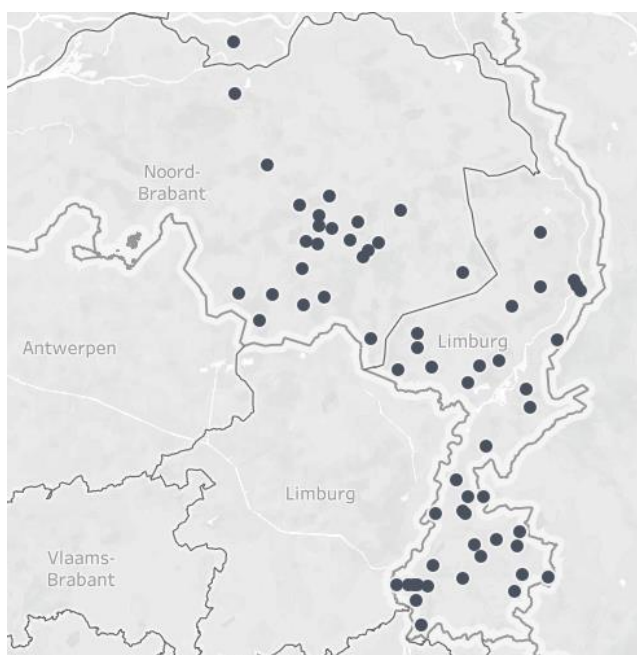 Noord-
Brabant
Antwerpen
Limburg
Limburg
Vlaams-
Brabant